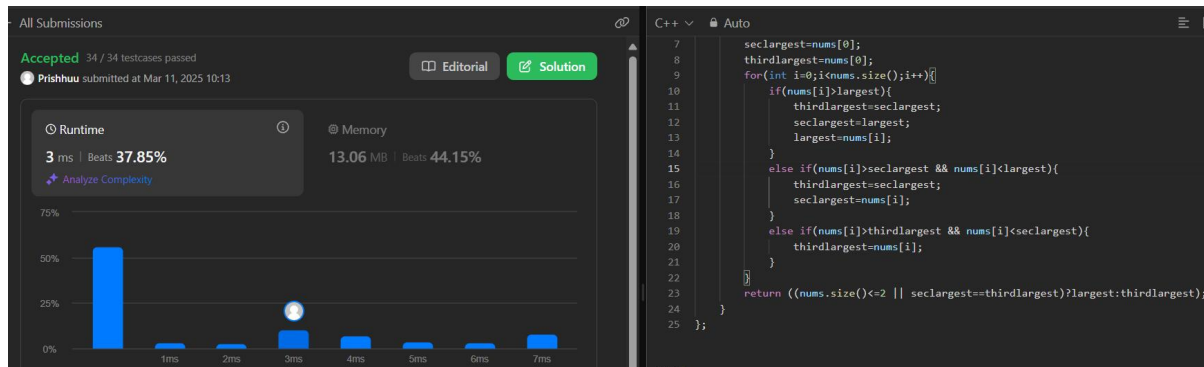 All Submissions
Accepted 34 / 34 testcases passed
Prishhuu submitted at Mar 11, 2025 10:13
Editorial
Solution
Runtime
3 ms | Beats 37.85%
Analyze Complexity
Memory
13.06 MB | Beats 44.15%
75%
50%
25%
0%
1ms 2ms 3ms 4ms 5ms 6ms 7ms
C++ Auto
7 seclargest=nums[0];
8 thirdlargest=nums[0];
9 for(int i=0;i<nums.size();i++){
10 if(nums[i]>largest){
11 thirdlargest=seclargest;
12 seclargest=largest;
13 largest=nums[i];
14 }
15 else if(nums[i]>seclargest && nums[i]<largest){
16 thirdlargest=seclargest;
17 seclargest=nums[i];
18 }
19 else if(nums[i]>thirdlargest && nums[i]<seclargest){
20 thirdlargest=nums[i];
21 }
22 }
23 return ((nums.size()<=2 || seclargest==thirdlargest)?largest:thirdlargest);
24 }
25 };